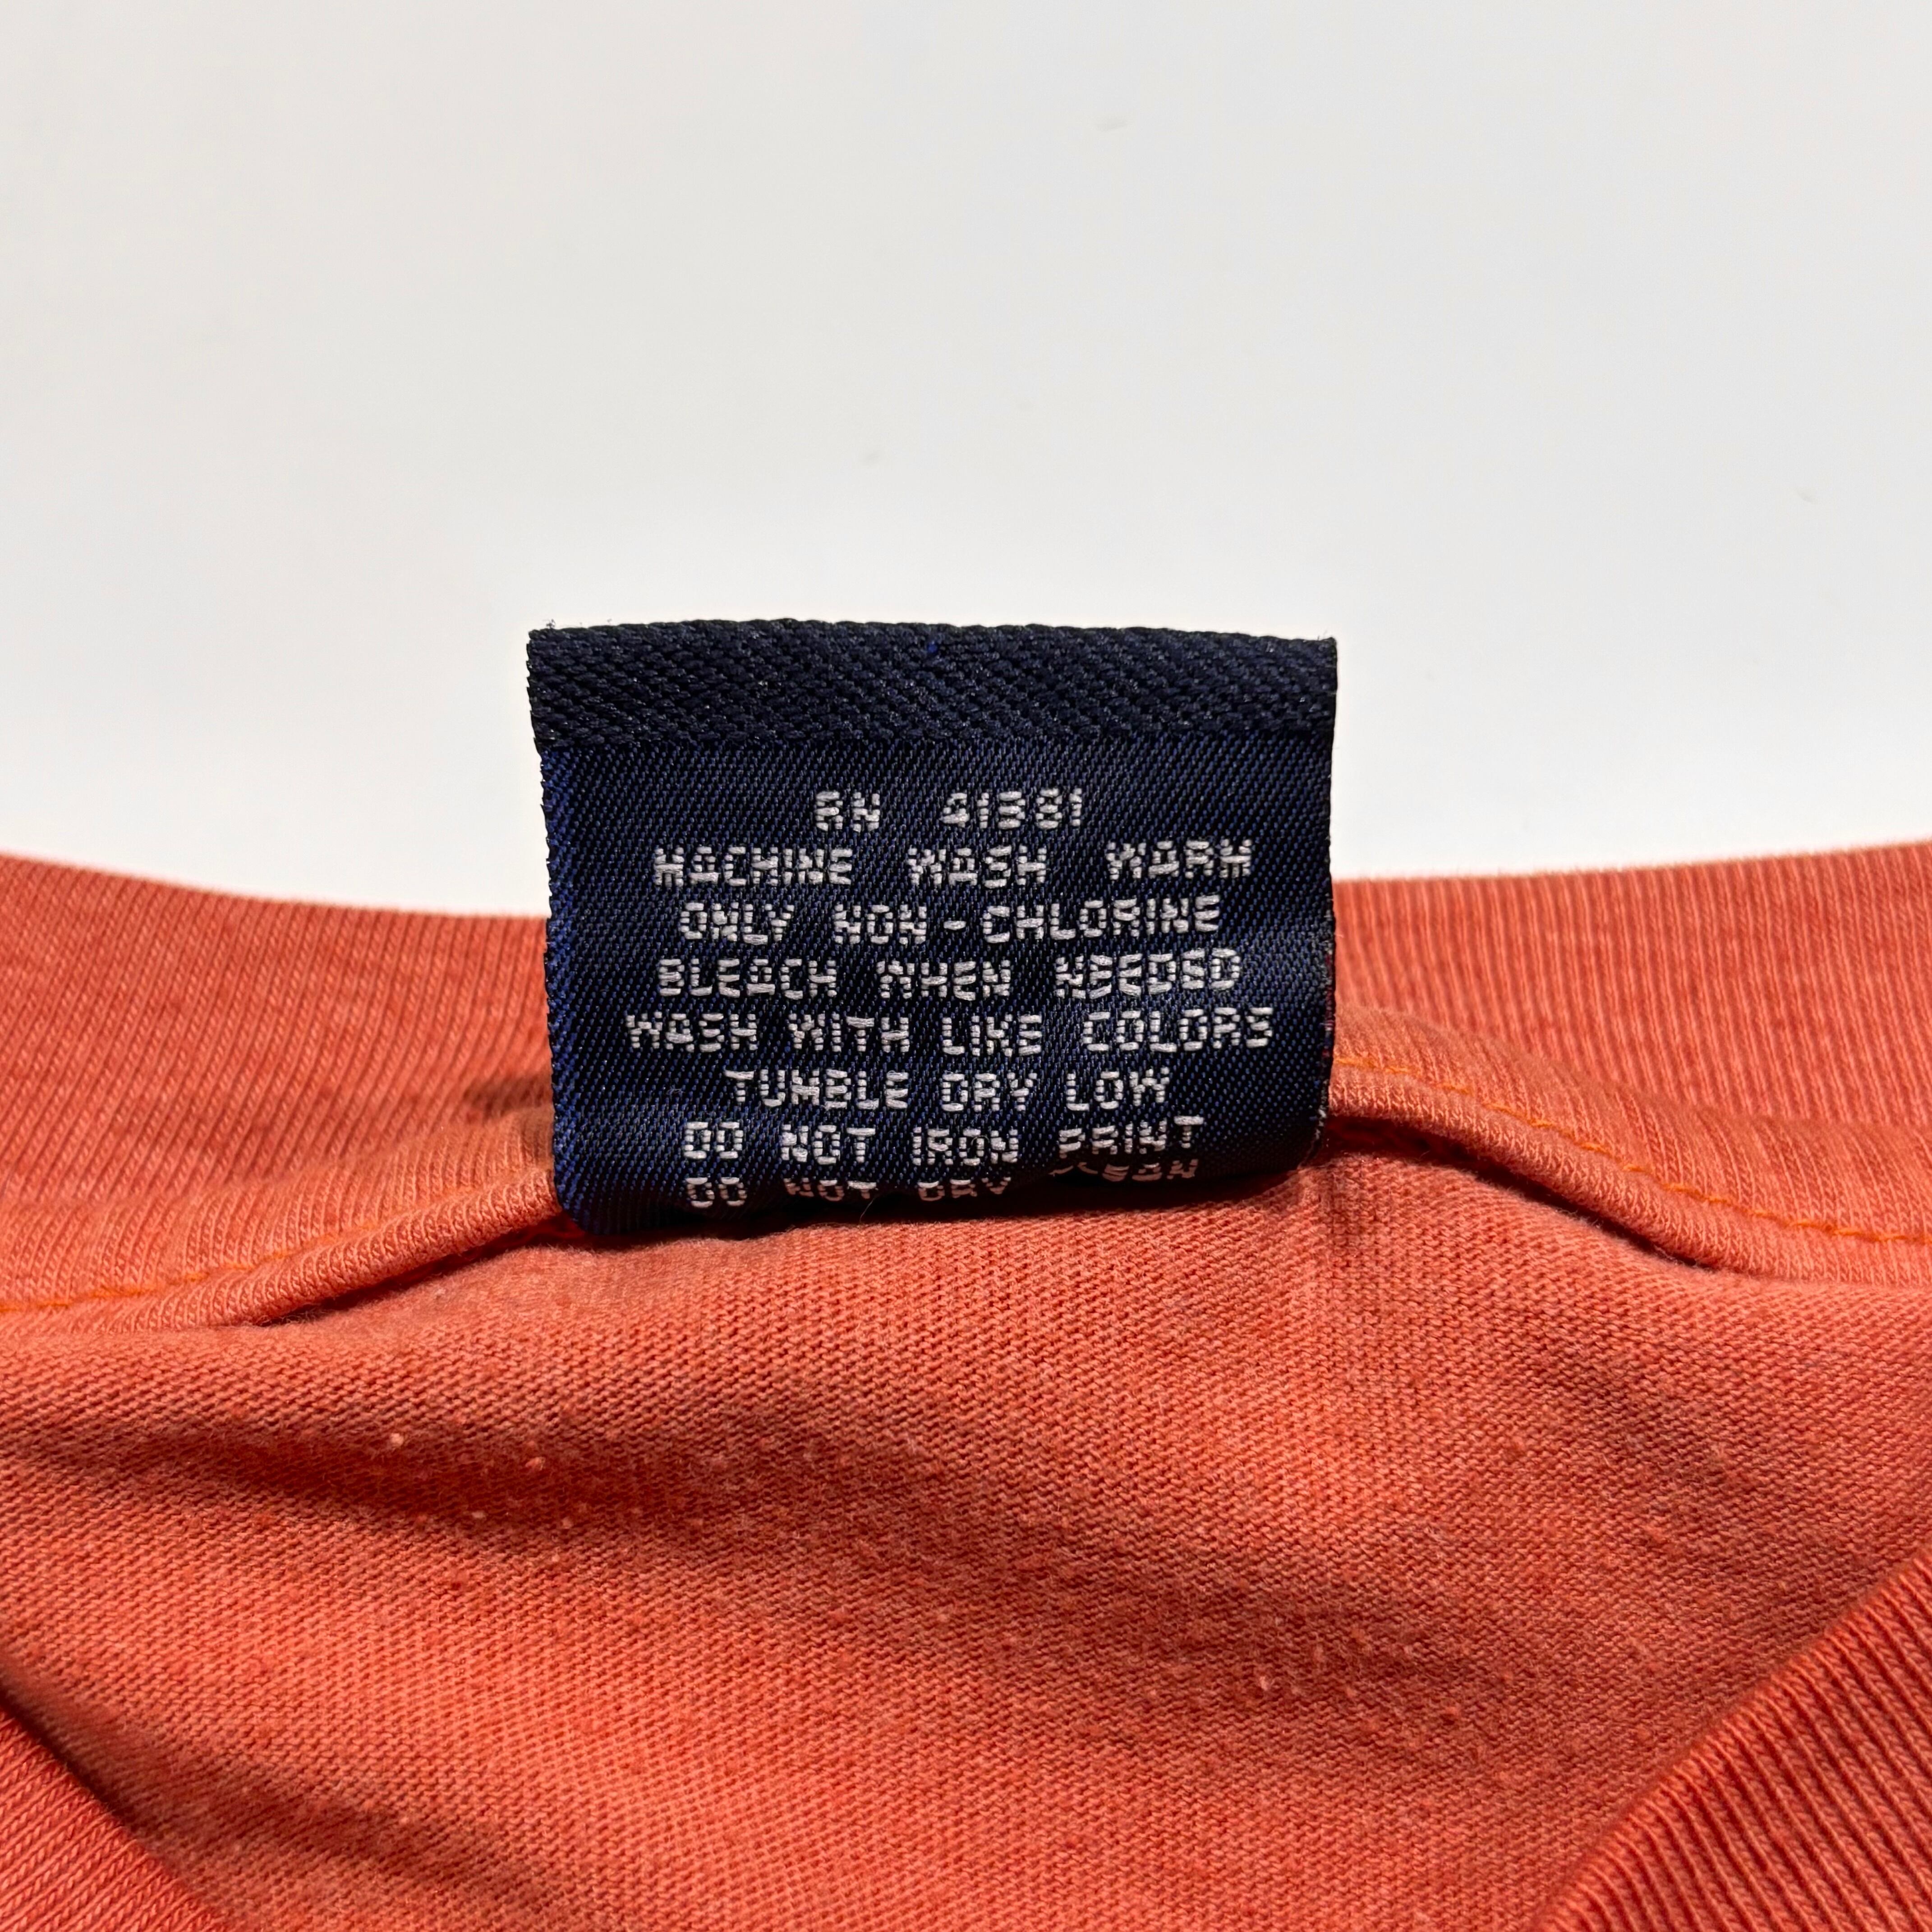 RN 41381
MACHINE WASH WARM
ONLY NON-CHLORINE
BLEACH WHEN NEEDED
WASH WITH LIKE COLORS
TUMBLE DRY LOW
DO NOT IRON PRINT
DO NOT DRY CLEAN